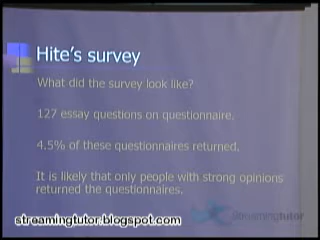 Hite's survey
What did the survey look like?
127 essay questions on questionnaire.
4.5% of these questionnaires returned.
It is likely that only people with strong opinions
returned the questionnaires.
streamingtutor.blogspot.com
streamingtutor